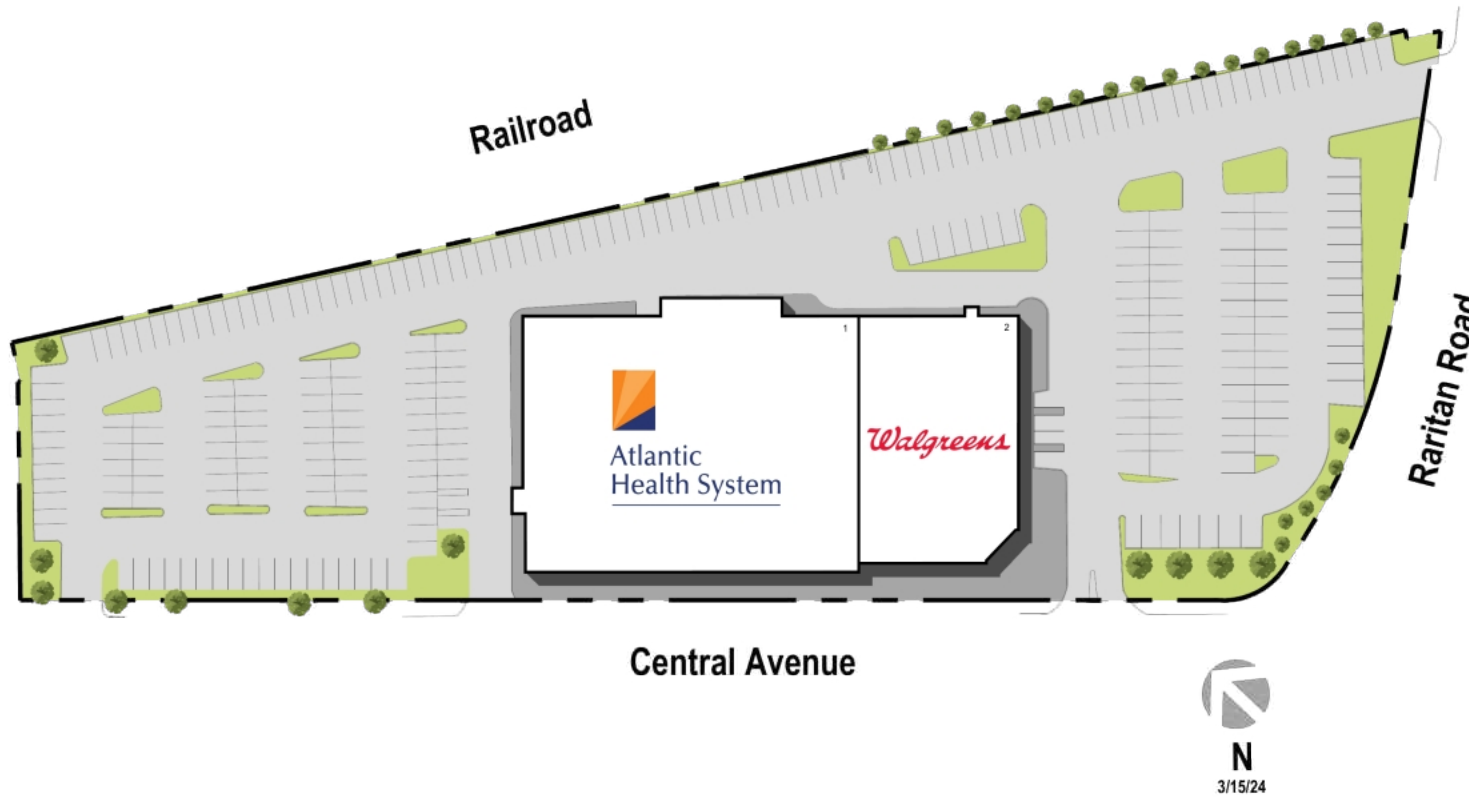 Railroad
1
2
Walgreens
Atlantic
Health System
Raritan Road
Central Avenue
N
3/15/24